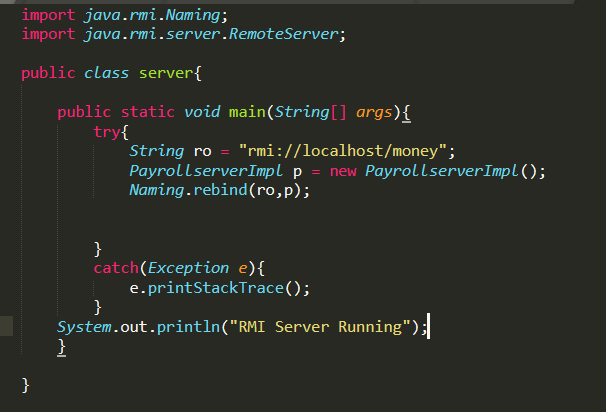 import java.rmi.Naming;
import java.rmi.server.RemoteServer;
public class server{
public static void main(String[] args){
try{
String ro = "rmi://localhost/money";
PayrollserverImpl p = new PayrollserverImpl();
Naming.rebind(ro,p);
}
catch(Exception e){
e.printStackTrace();
}
System.out.println("RMI Server Running");
}
}